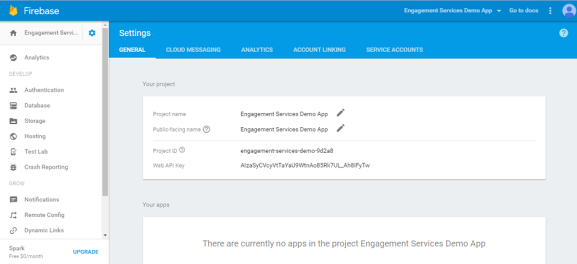 Firebase
Engagement Services Demo App
Go to docs
Engagement Servi...
Settings
GENERAL
CLOUD MESSAGING
ANALYTICS
ACCOUNT LINKING
SERVICE ACCOUNTS
Analytics
DEVELOP
Authentication
Database
Storage
Hosting
Test Lab
Crash Reporting
GROW
Notifications
Remote Config
Dynamic Links
Spark
Free $0/month
UPGRADE
Your project
Project name Engagement Services Demo App
Public-facing name Engagement Services Demo App
Project ID engagement-services-demo-9d2a8
Web API Key
Your apps
There are currently no apps in the project Engagement Services Demo App